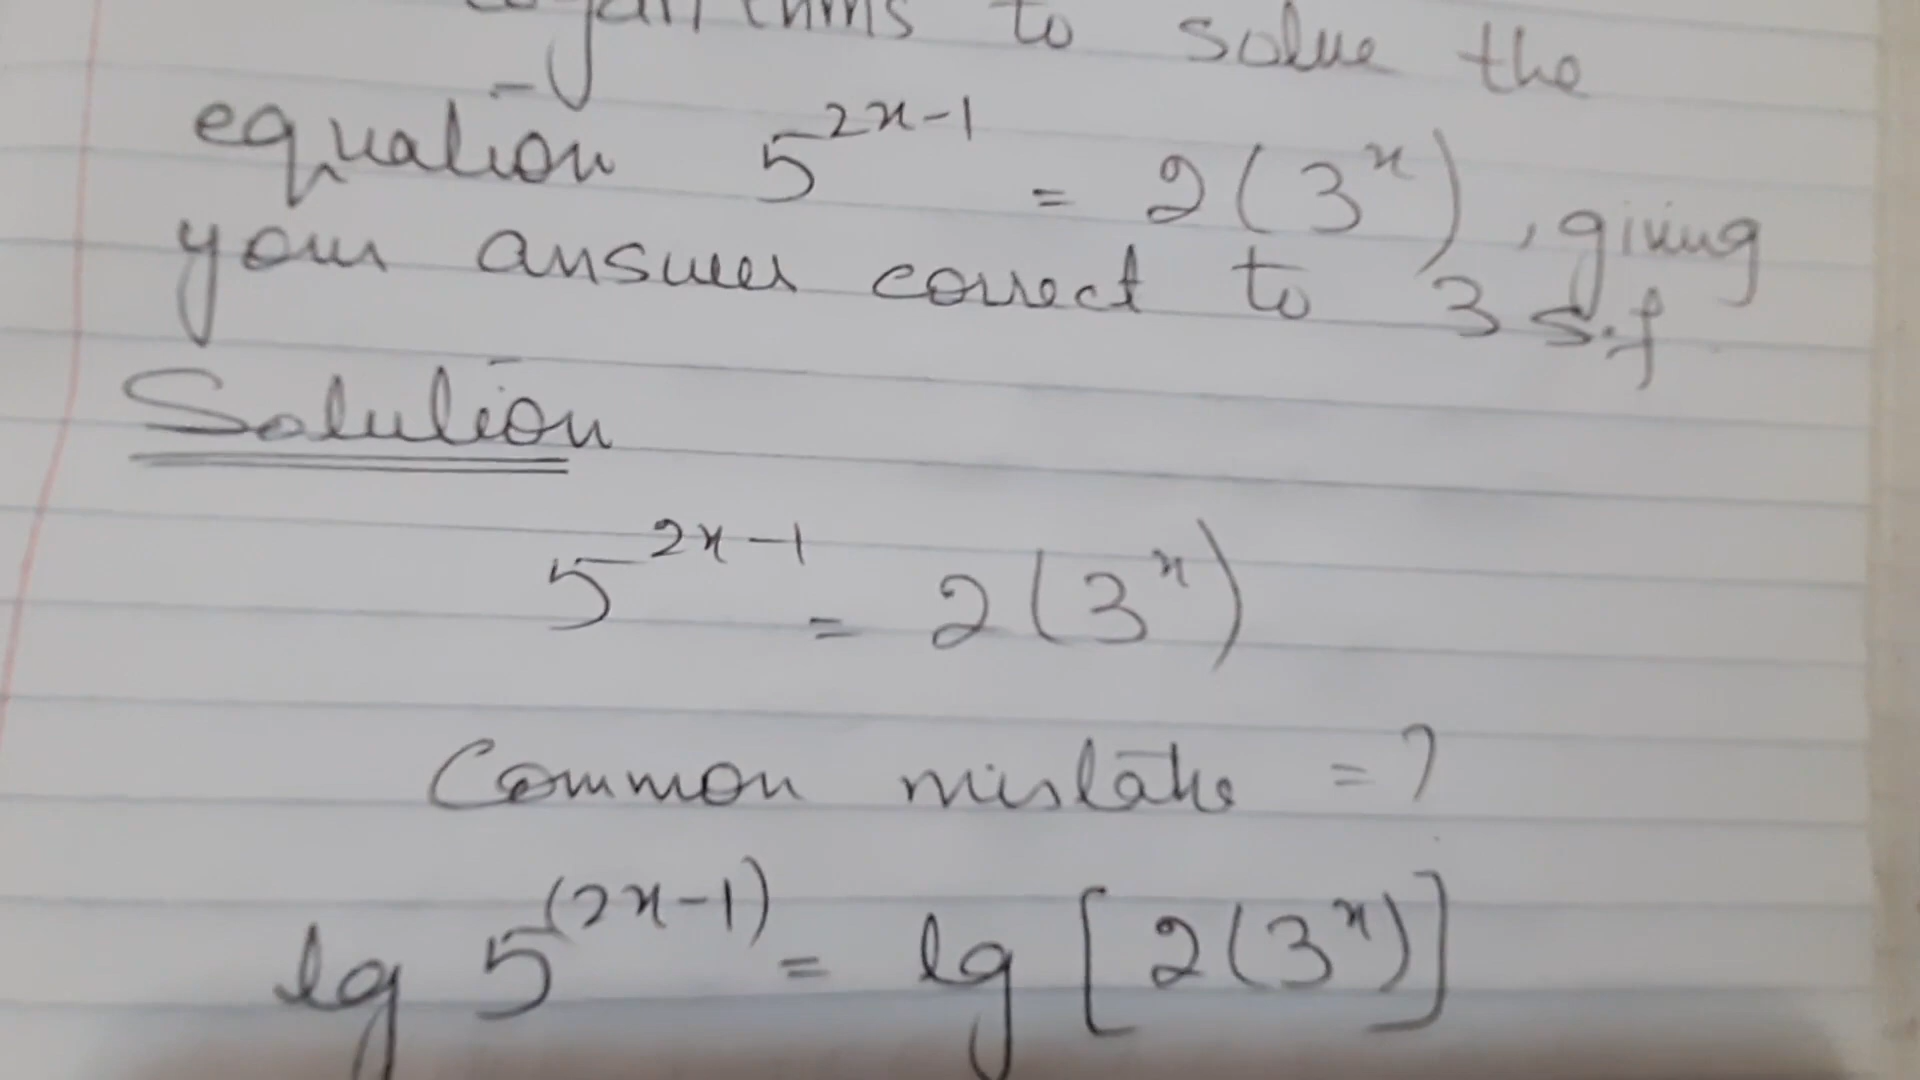 to solve the
equation 5^{2x-1} = 2(3^x), giving
your answer correct to 3 s.f
Solution
5^{2x-1} = 2(3^x)
Common mistake = ?
lg 5^{(2x-1)} = lg [2(3^x)]